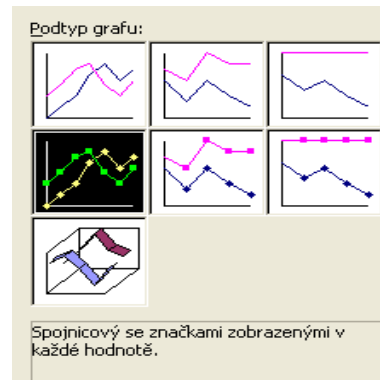 Podtyp grafu:
Spojnicový se značkami zobrazenými v
každé hodnotě.